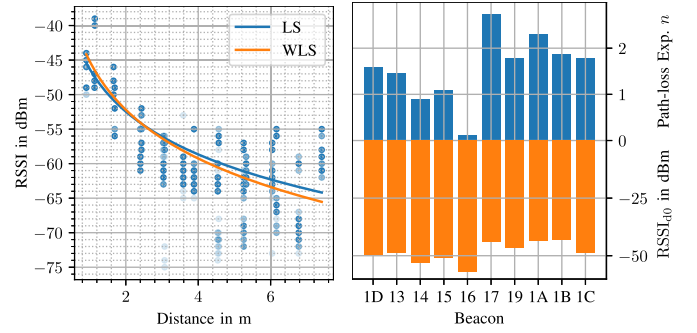 −40
−45
−50
−55
−60
−65
−70
−75
RSSI in dBm
2
4
6
Distance in m
LS
WLS
2
1
0
−25
−50
Path-loss Exp. n
RSSI_d0 in dBm
1D 13 14 15 16 17 19 1A 1B 1C
Beacon